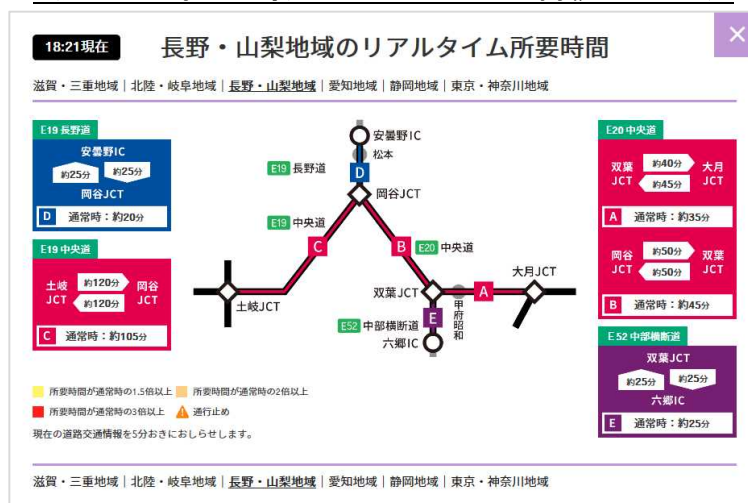 18:21現在
長野・山梨地域のリアルタイム所要時間
×
滋賀・三重地域|北陸・岐阜地域|長野・山梨地域|愛知地域|静岡地域|東京・神奈川地域
E19 長野道
安曇野IC
約25分 約25分
岡谷JCT
D 通常時:約20分
E19 中央道
土岐JCT 約120分 岡谷JCT
約120分
C 通常時:約105分
安曇野IC
松本
E19 長野道
D
岡谷JCT
E19 中央道
C
B
E20 中央道
土岐JCT
双葉JCT
A
大月JCT
甲府昭和
E
E52 中部横断道
六郷IC
E20 中央道
双葉JCT 約40分 大月JCT
約45分
A 通常時:約35分
岡谷JCT 約50分 双葉JCT
約50分
B 通常時:約45分
E52 中部横断道
双葉JCT
約25分 約25分
六郷IC
E 通常時:約25分
所要時間が通常時の1.5倍以上 所要時間が通常時の2倍以上
所要時間が通常時の3倍以上 通行止め
現在の道路交通情報を5分おきにおしらせします。
滋賀・三重地域|北陸・岐阜地域|長野・山梨地域|愛知地域|静岡地域|東京・神奈川地域